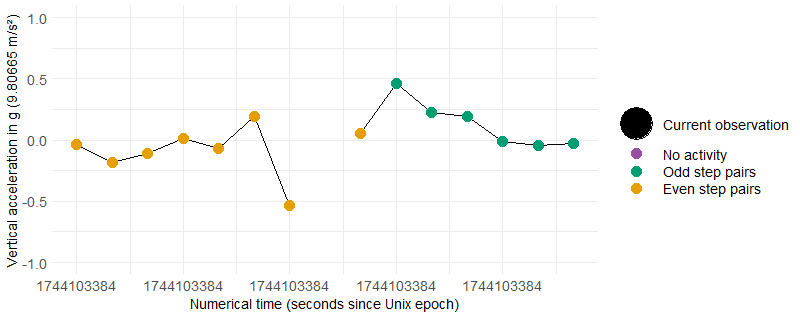 Vertical acceleration in g (9.80665 m/s²)
1.0
0.5
0.0
-0.5
-1.0
1744103384 1744103384 1744103384 1744103384 1744103384
Numerical time (seconds since Unix epoch)
Current observation
No activity
Odd step pairs
Even step pairs